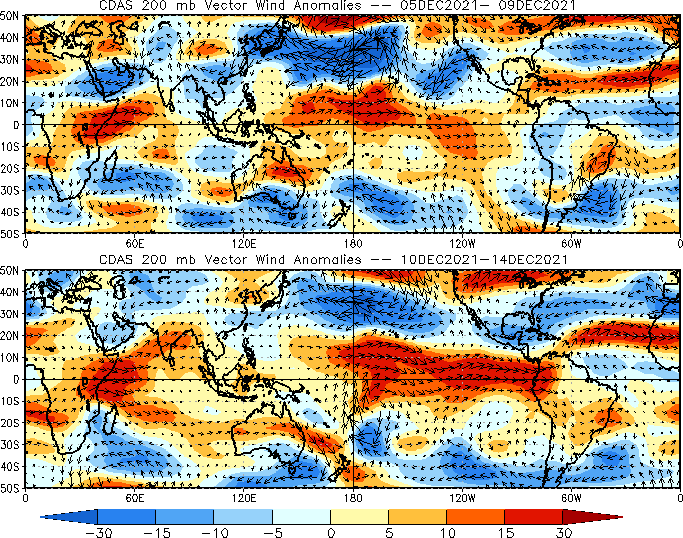 CDAS 200 mb Vector Wind Anomalies -- 05DEC2021- 09DEC2021
50N
40N
30N
20N
10N
0
10S
20S
30S
40S
50S
0 60E 120E 180 120W 60W 0
CDAS 200 mb Vector Wind Anomalies -- 10DEC2021-14DEC2021
50N
40N
30N
20N
10N
0
10S
20S
30S
40S
50S
0 60E 120E 180 120W 60W 0
-30 -15 -10 -5 0 5 10 15 30